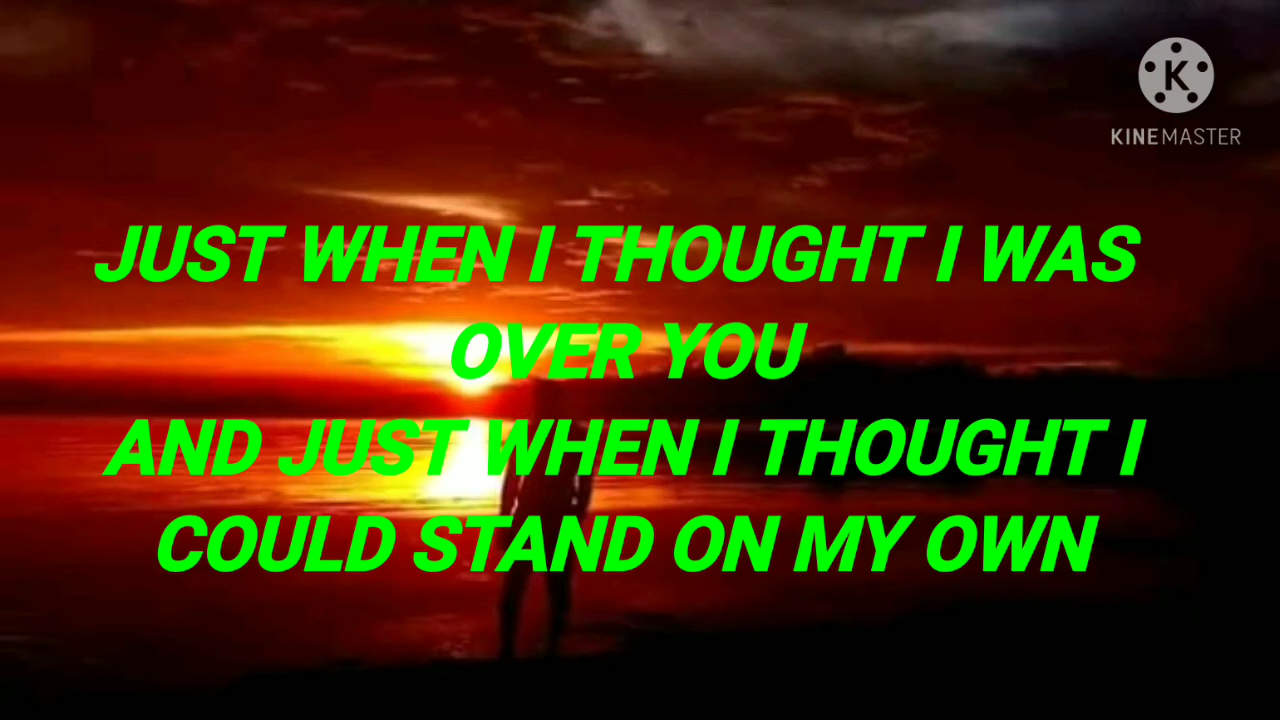 KINEMASTER
JUST WHEN I THOUGHT I WAS
OVER YOU
AND JUST WHEN I THOUGHT I
COULD STAND ON MY OWN